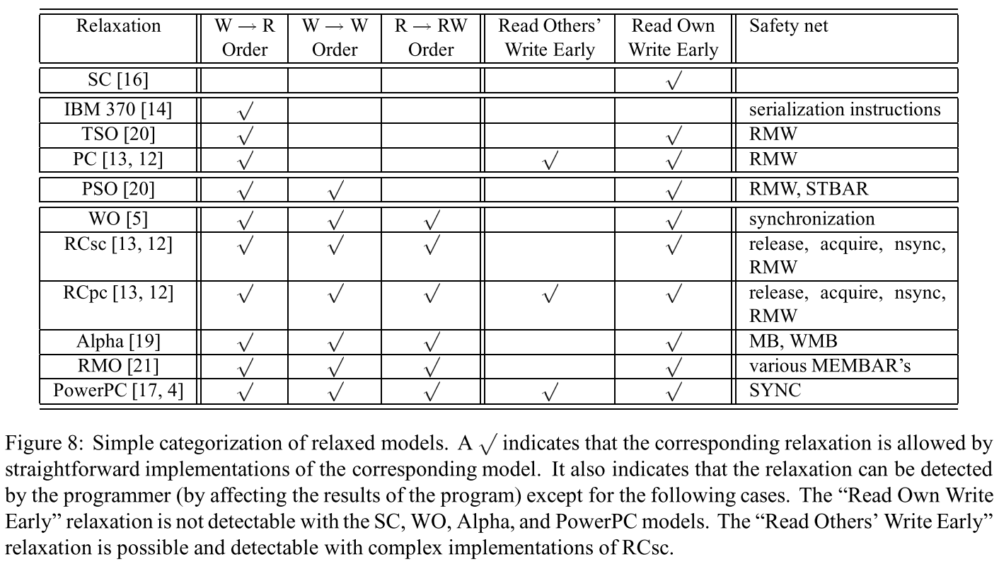 Relaxation W → R W → W R → RW Read Others’ Read Own Safety net
Order Order Order Write Early Write Early
SC [16] √
IBM 370 [14] √ serialization instructions
TSO [20] √ √ RMW
PC [13, 12] √ √ √ RMW
PSO [20] √ √ √ RMW, STBAR
WO [5] √ √ √ √ synchronization
RCsc [13, 12] √ √ √ √ release, acquire, nsync,
RMW
RCpc [13, 12] √ √ √ √ √ release, acquire, nsync,
RMW
Alpha [19] √ √ √ √ MB, WMB
RMO [21] √ √ √ √ various MEMBAR’s
PowerPC [17, 4] √ √ √ √ √ SYNC
Figure 8: Simple categorization of relaxed models. A √ indicates that the corresponding relaxation is allowed by
straightforward implementations of the corresponding model. It also indicates that the relaxation can be detected
by the programmer (by affecting the results of the program) except for the following cases. The “Read Own Write
Early” relaxation is not detectable with the SC, WO, Alpha, and PowerPC models. The “Read Others’ Write Early”
relaxation is possible and detectable with complex implementations of RCsc.